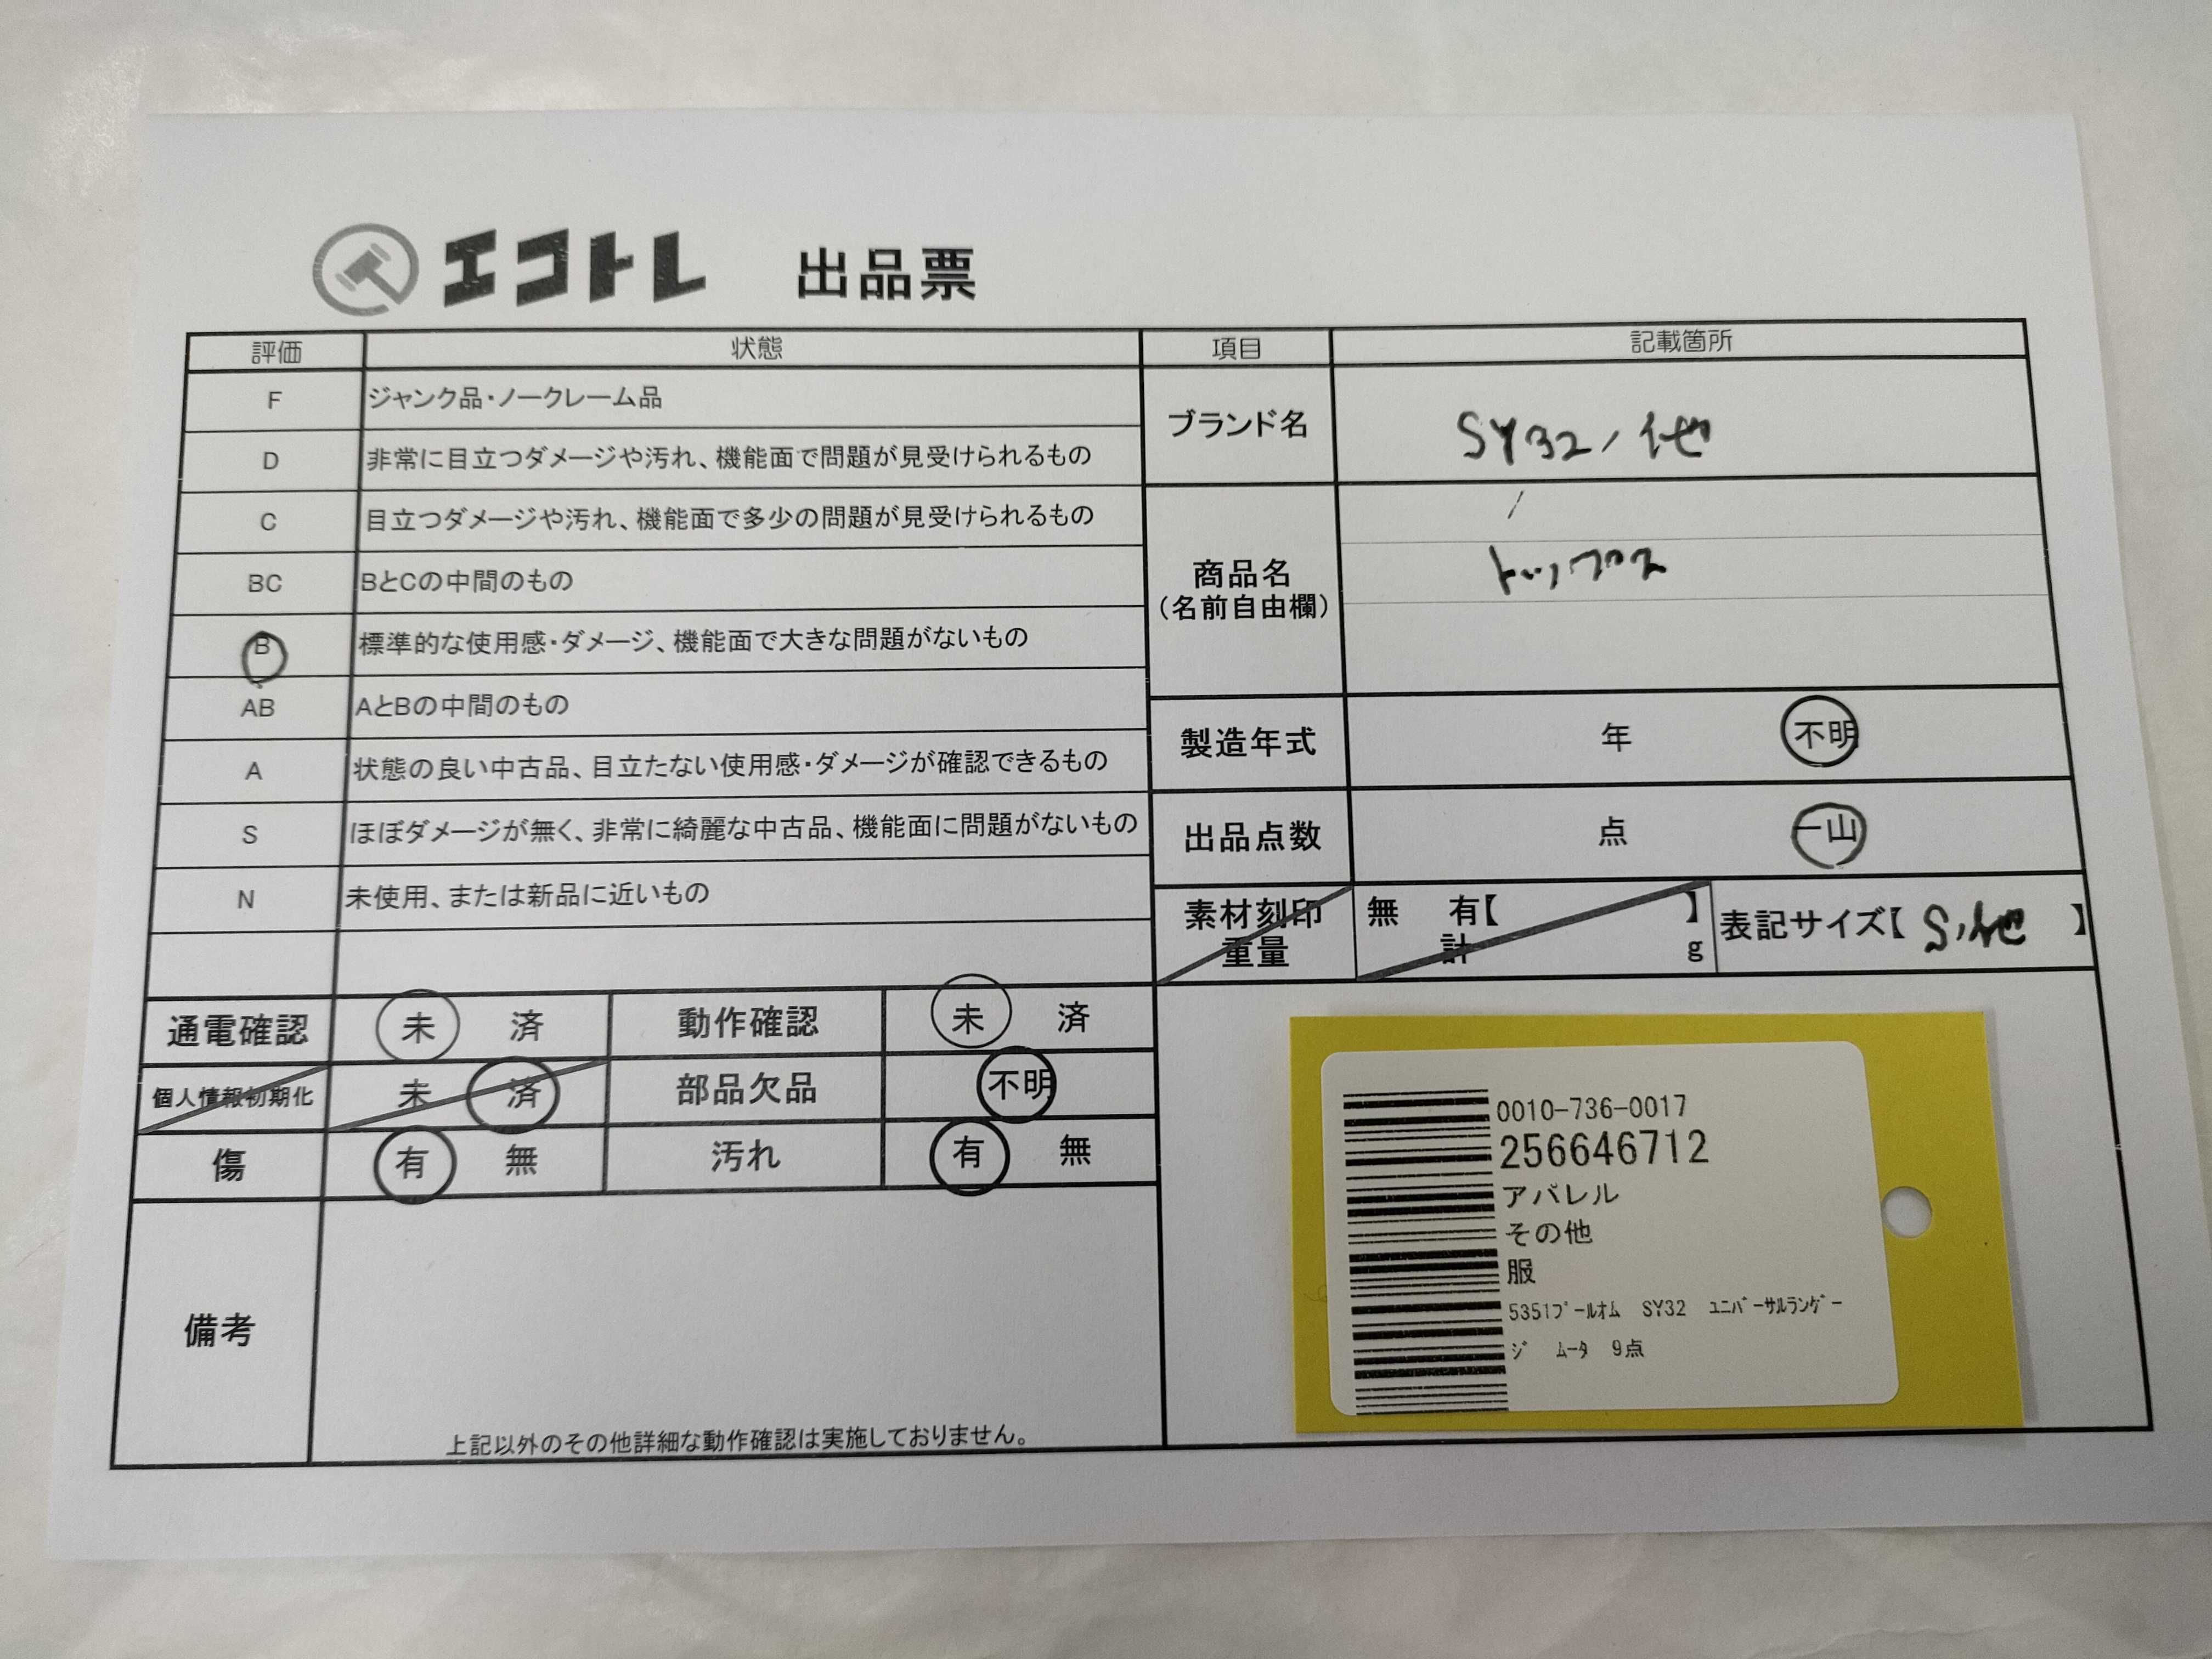 エコトレ 出品票
評価 状態 項目 記載箇所
F ジャンク品・ノークレーム品
D 非常に目立つダメージや汚れ、機能面で問題が見受けられるもの
C 目立つダメージや汚れ、機能面で多少の問題が見受けられるもの
BC BとCの中間のもの
B 標準的な使用感・ダメージ、機能面で大きな問題がないもの
AB AとBの中間のもの
A 状態の良い中古品、目立たない使用感・ダメージが確認できるもの
S ほぼダメージが無く、非常に綺麗な中古品、機能面に問題がないもの
N 未使用、または新品に近いもの
ブランド名 SY32, 他
商品名
(名前自由欄)
トップス
製造年式 年 不明
出品点数 点 一山
素材刻印 無 有【 】
重量 計 g
表記サイズ【 S, 他 】
通電確認 未 済 動作確認 未 済
個人情報初期化 未 済 部品欠品 不明
傷 有 無 汚れ 有 無
備考
上記以外のその他詳細な動作確認は実施しておりません。
0010-736-0017
256646712
アパレル
その他
服
5351プールオム SY32 ユニバーサルランゲー
ジ ムータ 9点